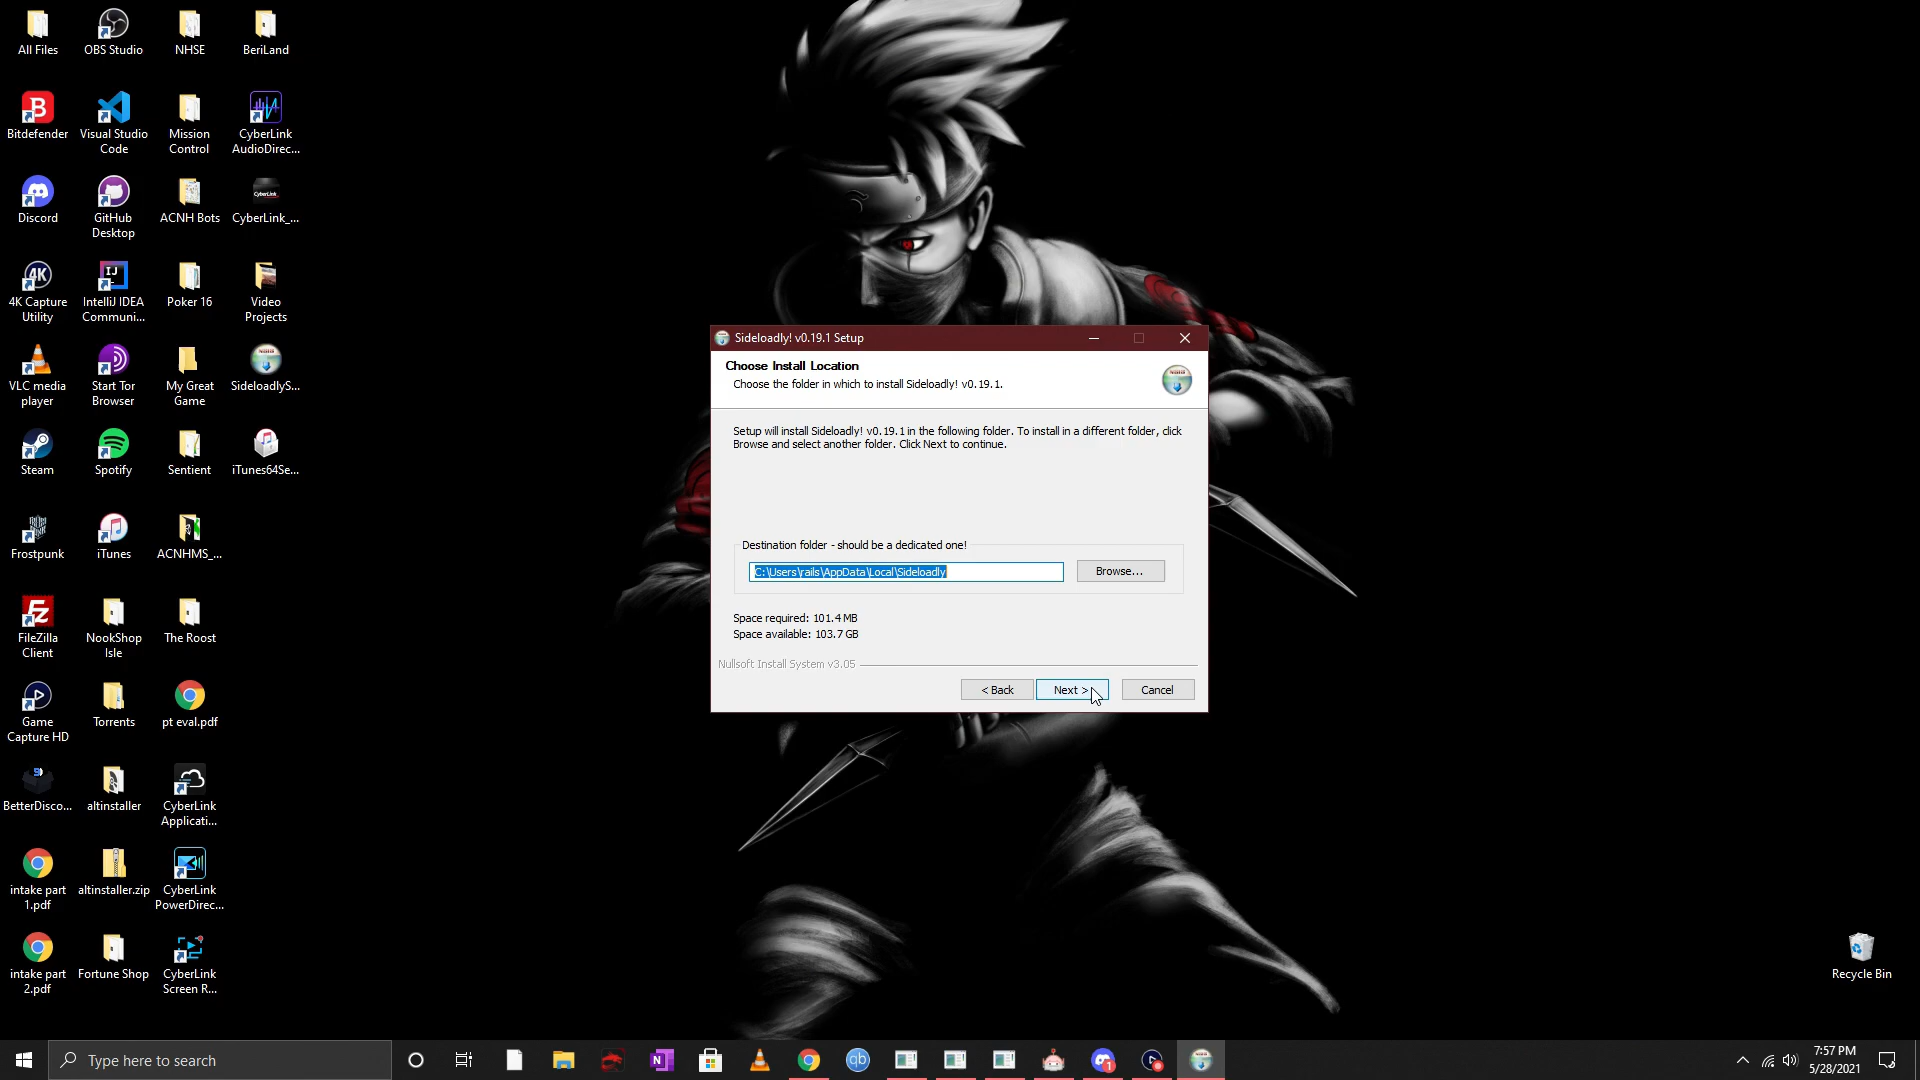 All Files
OBS Studio
NHSE
BeriLand
Bitdefender
Visual Studio
Code
Mission
Control
CyberLink
AudioDirec...
Discord
GitHub
Desktop
ACNH Bots
CyberLink_...
4K Capture
Utility
IntelliJ IDEA
Communi...
Poker 16
Video
Projects
VLC media
player
Start Tor
Browser
My Great
Game
SideloadlyS...
Steam
Spotify
Sentient
iTunes64Se...
Frostpunk
iTunes
ACNHMS_...
FileZilla
Client
NookShop
Isle
The Roost
Game
Capture HD
Torrents
pt eval.pdf
BetterDisco...
altinstaller
CyberLink
Applicati...
intake part
1.pdf
altinstaller.zip
CyberLink
PowerDirec...
intake part
2.pdf
Fortune Shop
CyberLink
Screen R...
Sideloadly! v0.19.1 Setup
Choose Install Location
Choose the folder in which to install Sideloadly! v0.19.1.
Setup will install Sideloadly! v0.19.1 in the following folder. To install in a different folder, click
Browse and select another folder. Click Next to continue.
Destination folder - should be a dedicated one!
C:\Users\rails\AppData\Local\Sideloadly
Browse...
Space required: 101.4 MB
Space available: 103.7 GB
Nullsoft Install System v3.05
< Back
Next >
Cancel
Recycle Bin
Type here to search
7:57 PM
5/28/2021